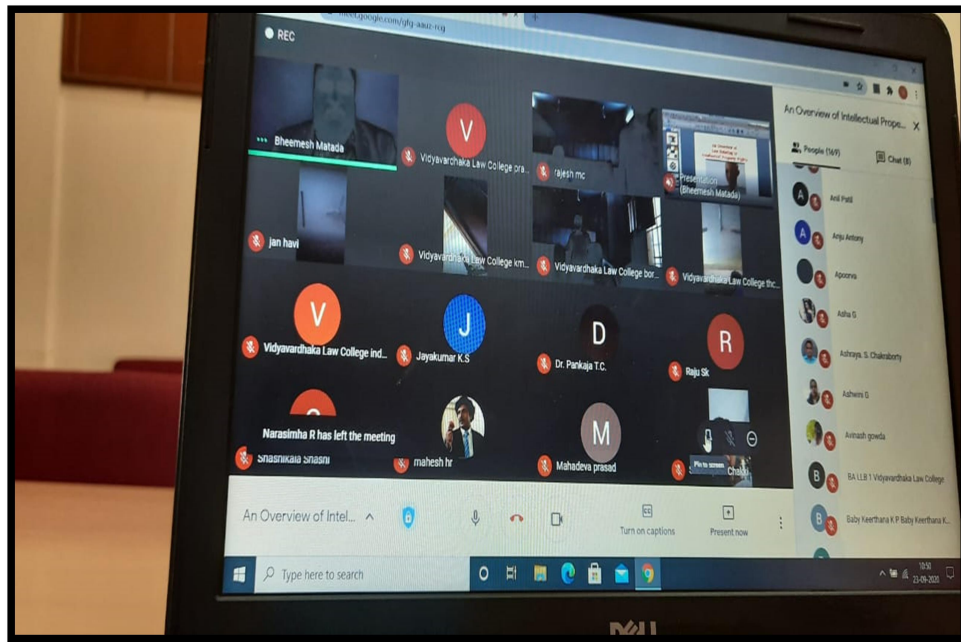 meet.google.com/gfg-aauz-rcg
REC
An Overview of Intellectual Prope...
People (169)
Chat (8)
Bheemesh Matada
V
Vidyavardhaka Law College pra...
rajesh mc
Presentation
(Bheemesh Matada)
jan havi
Vidyavardhaka Law College km...
Vidyavardhaka Law College bor...
Vidyavardhaka Law College thc...
V
Vidyavardhaka Law College ind...
J
Jayakumar K.S
D
Dr. Pankaja T.C.
R
Raju Sk
Narasimha R has left the meeting
Shashikala Shashi
mahesh hr
M
Mahadeva prasad
Pin to screen
A
Anil Patil
A
Anju Antony
Apoorva
Asha G
Ashraya. S. Chakraborty
Ashwini G
Avinash gowda
B
BA LLB 1 Vidyavardhaka Law College
B
Baby Keerthana K P Baby Keerthana K...
An Overview of Intel...
CC
Turn on captions
Present now
Type here to search
10:50
23-09-2020
DELL